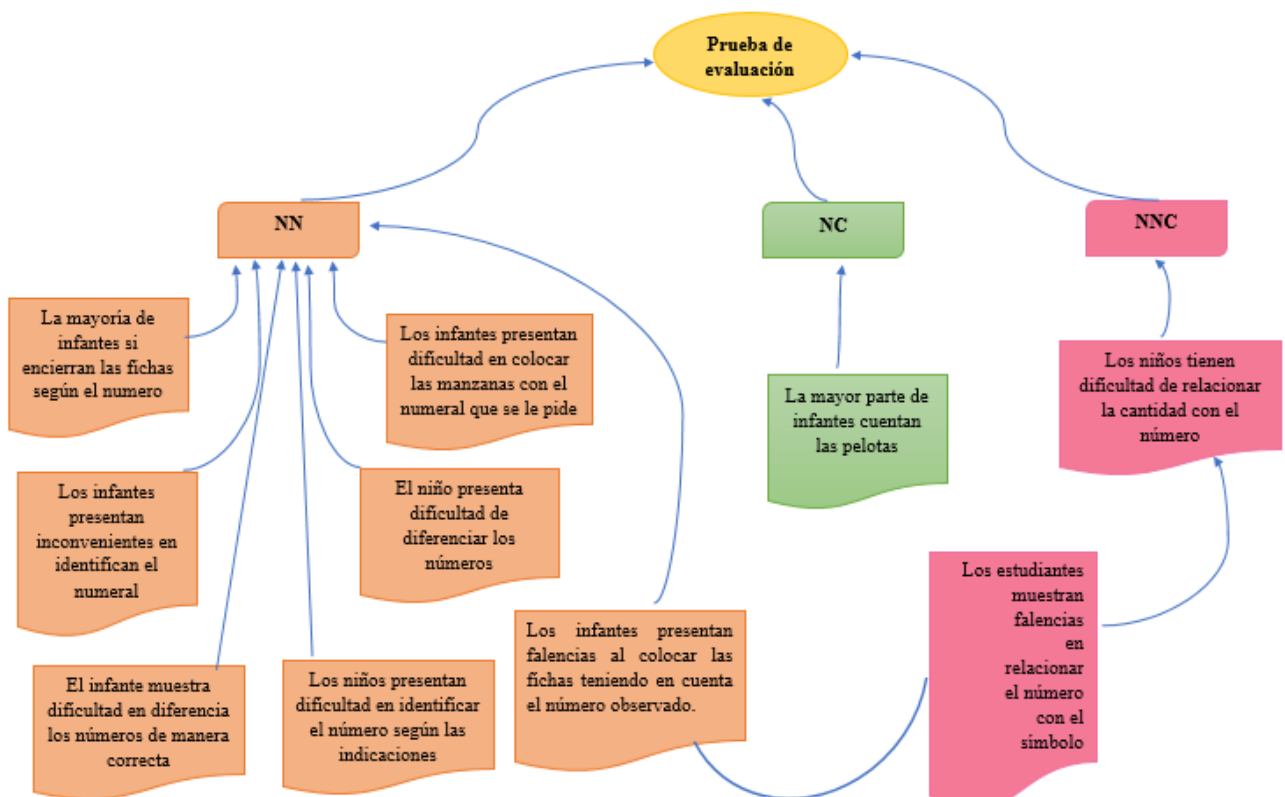 Prueba de
evaluación
NN
NC
NNC
La mayoría de
infantes si
encierran las fichas
según el numero
Los infantes presentan
dificultad en colocar
las manzanas con el
numeral que se le pide
La mayor parte de
infantes cuentan
las pelotas
Los niños tienen
dificultad de relacionar
la cantidad con el
número
Los infantes
presentan
inconvenientes en
identifican el
numeral
El niño presenta
dificultad de
diferenciar los
números
Los estudiantes
muestran
falencias
en
relacionar
el número
con el
símbolo
Los infantes presentan
falencias al colocar las
fichas teniendo en cuenta
el número observado.
El infante muestra
dificultad en diferencia
los números de manera
correcta
Los niños presentan
dificultad en identificar
el número según las
indicaciones